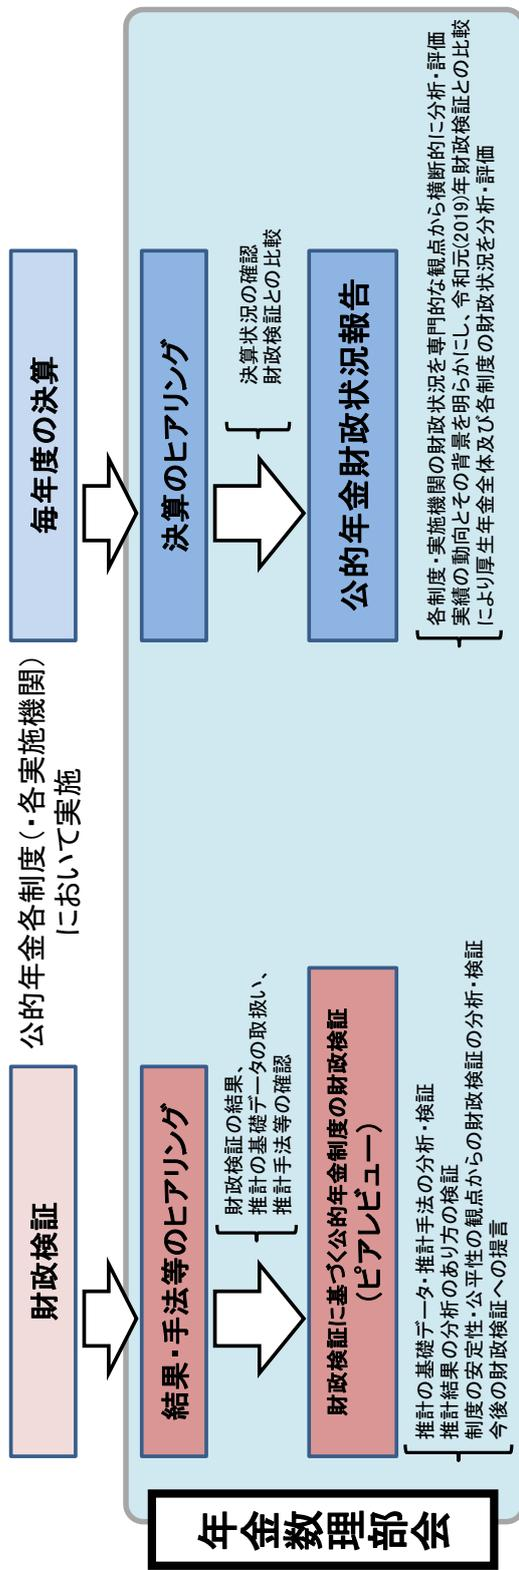 公的年金各制度(・各実施機関)
において実施
財政検証
毎年度の決算
年金数理部会
結果・手法等のヒアリング
財政検証の結果、
推計の基礎データの取扱い、
推計手法等の確認
財政検証に基づく公的年金制度の財政検証
(ピアレビュー)
推計の基礎データ・推計手法の分析・検証
推計結果の分析のあり方の検証
制度の安定性・公平性の観点からの財政検証の分析・検証
今後の財政検証への提言
決算のヒアリング
決算状況の確認
財政検証との比較
公的年金財政状況報告
各制度・実施機関の財政状況を専門的な観点から横断的に分析・評価
実績の動向とその背景を明らかにし、令和元(2019)年財政検証との比較
により厚生年金全体及び各制度の財政状況を分析・評価